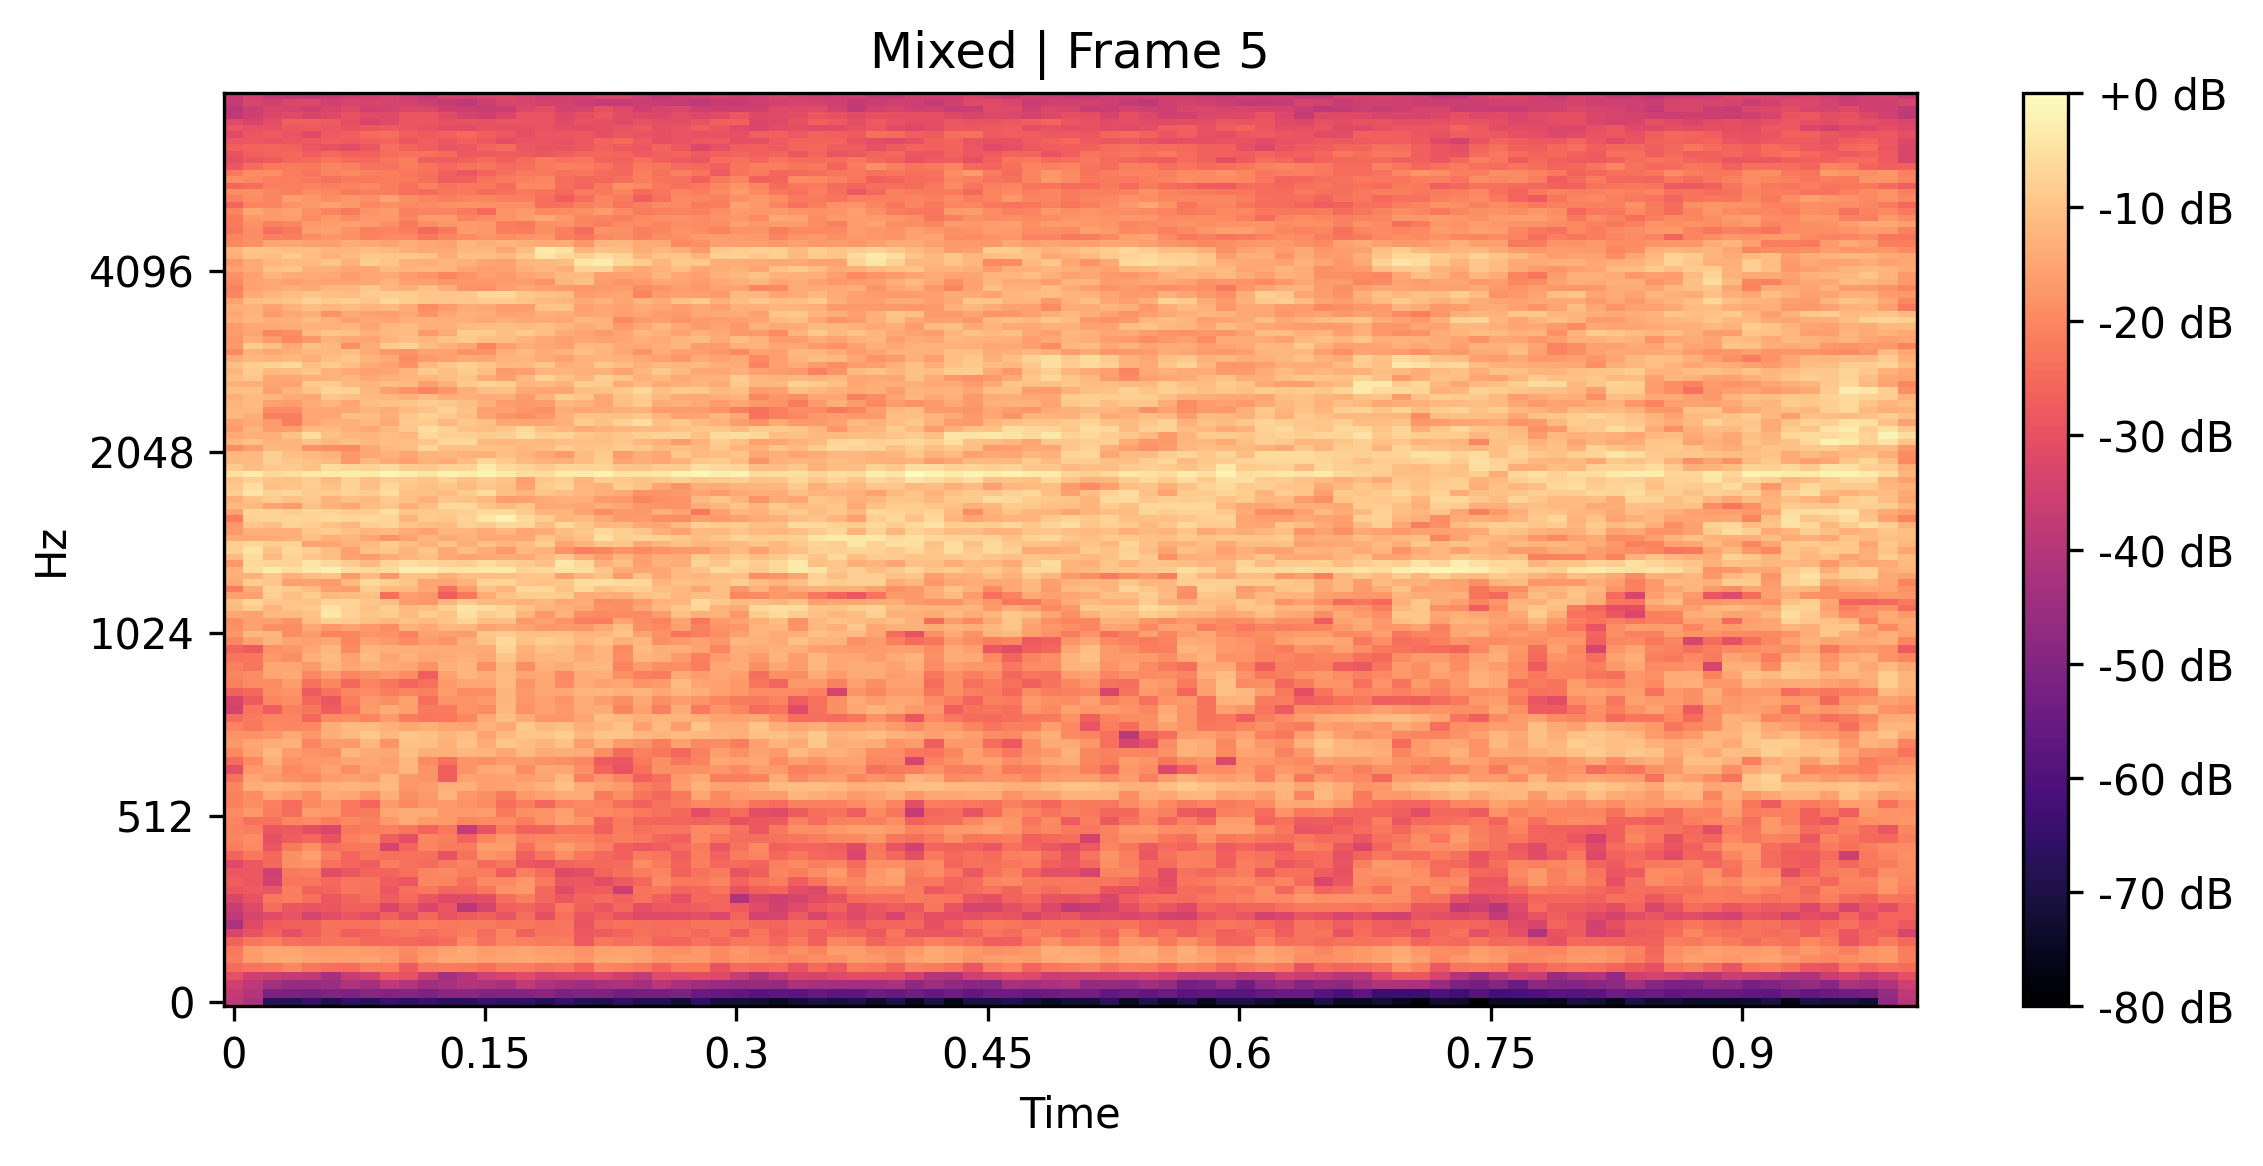 Mixed | Frame 5
+0 dB
-10 dB
-20 dB
-30 dB
-40 dB
-50 dB
-60 dB
-70 dB
-80 dB
4096
2048
1024
512
0
Hz
0 0.15 0.3 0.45 0.6 0.75 0.9
Time